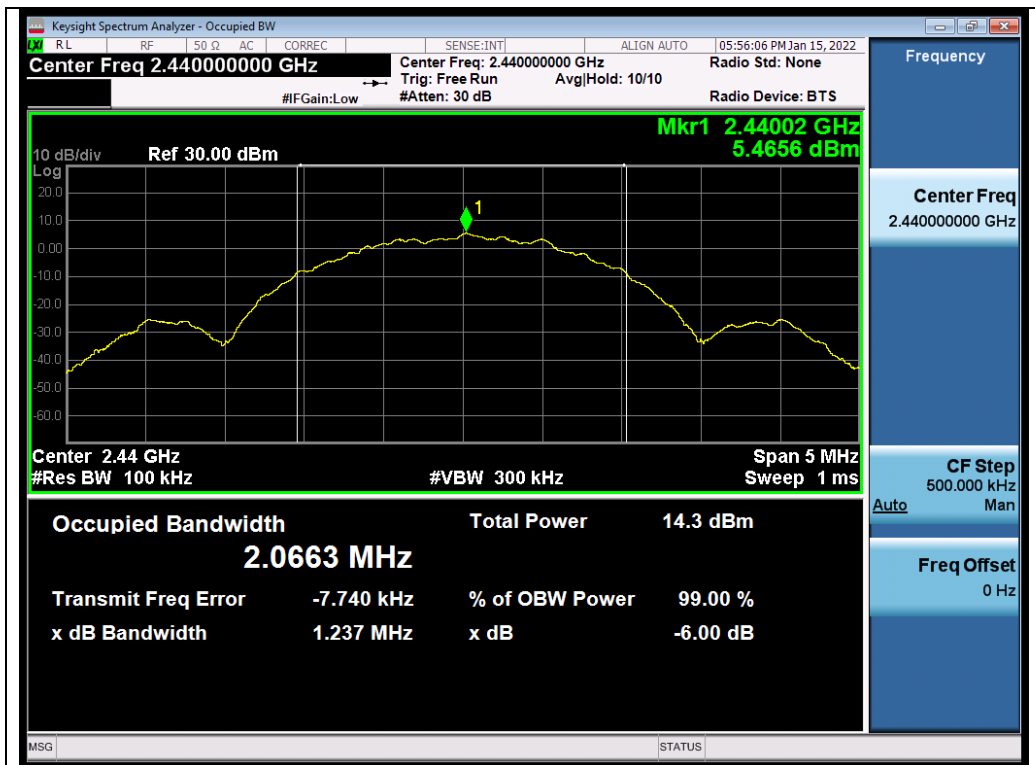 Keysight Spectrum Analyzer - Occupied BW
LXI RL RF 50 Ω AC CORREC SENSE:INT ALIGN AUTO 05:56:06 PM Jan 15, 2022
Center Freq 2.440000000 GHz
Center Freq: 2.440000000 GHz Radio Std: None
Trig: Free Run Avg|Hold: 10/10
#IFGain:Low #Atten: 30 dB Radio Device: BTS
Mkr1 2.44002 GHz
5.4656 dBm
10 dB/div Ref 30.00 dBm
Log
20.0
10.0
0.00
-10.0
-20.0
-30.0
-40.0
-50.0
-60.0
1
Center 2.44 GHz Span 5 MHz
#Res BW 100 kHz #VBW 300 kHz Sweep 1 ms
Occupied Bandwidth Total Power 14.3 dBm
2.0663 MHz
Transmit Freq Error -7.740 kHz % of OBW Power 99.00 %
x dB Bandwidth 1.237 MHz x dB -6.00 dB
MSG STATUS
Frequency
Center Freq
2.440000000 GHz
CF Step
500.000 kHz
Auto Man
Freq Offset
0 Hz